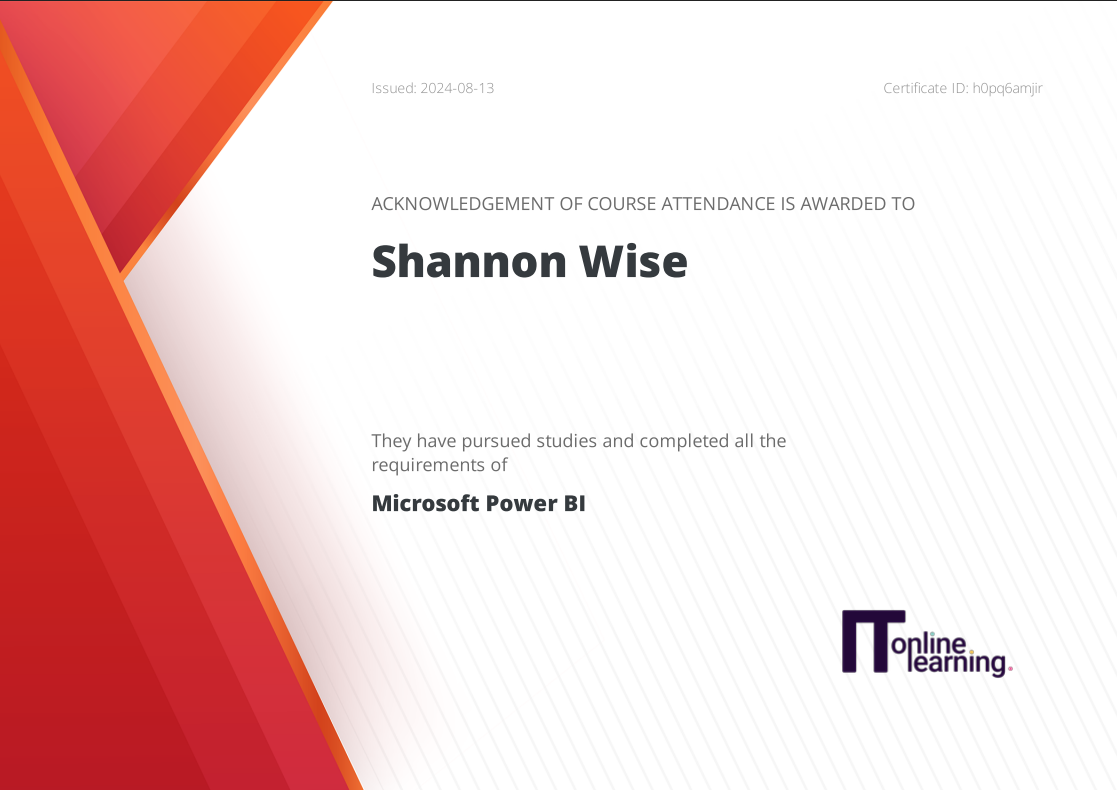 Issued: 2024-08-13
Certificate ID: h0pq6amjir
ACKNOWLEDGEMENT OF COURSE ATTENDANCE IS AWARDED TO
Shannon Wise
They have pursued studies and completed all the
requirements of
Microsoft Power BI
IT online
learning